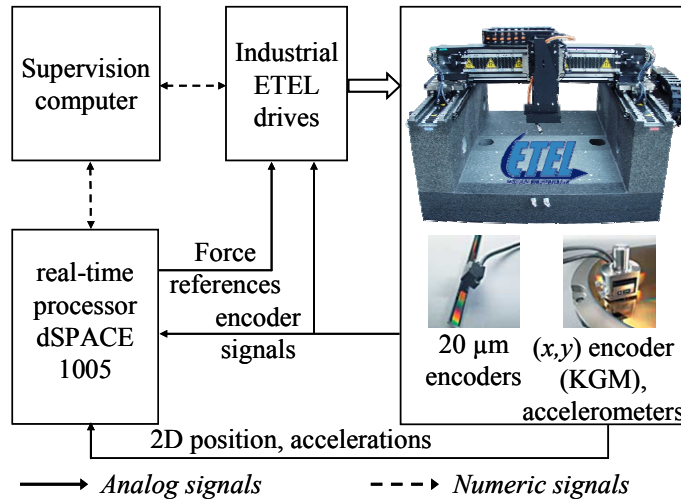 Supervision
computer
Industrial
ETEL
drives
ETEL
real-time
processor
dSPACE
1005
Force
references
encoder
signals
20 µm
encoders
(x,y) encoder
(KGM),
accelerometers
2D position, accelerations
Analog signals
Numeric signals